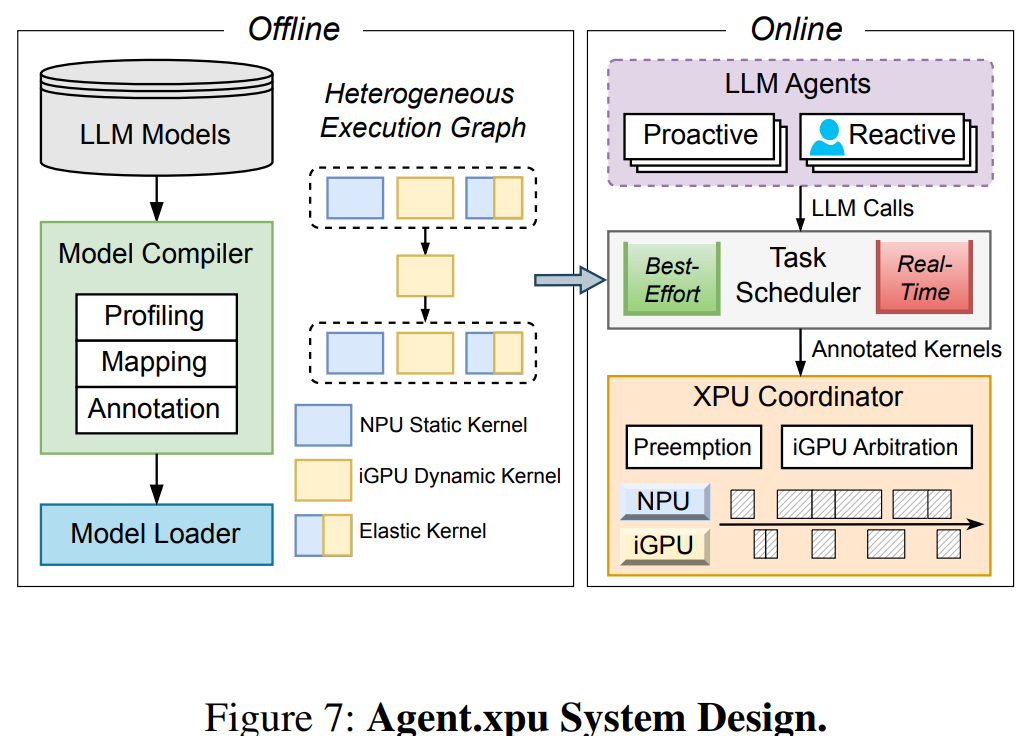 Offline
LLM Models
Model Compiler
Profiling
Mapping
Annotation
Model Loader
Heterogeneous
Execution Graph
NPU Static Kernel
iGPU Dynamic Kernel
Elastic Kernel
Online
LLM Agents
Proactive
Reactive
LLM Calls
Best-
Effort
Task
Scheduler
Real-
Time
Annotated Kernels
XPU Coordinator
Preemption
iGPU Arbitration
NPU
iGPU
Figure 7: Agent.xpu System Design.